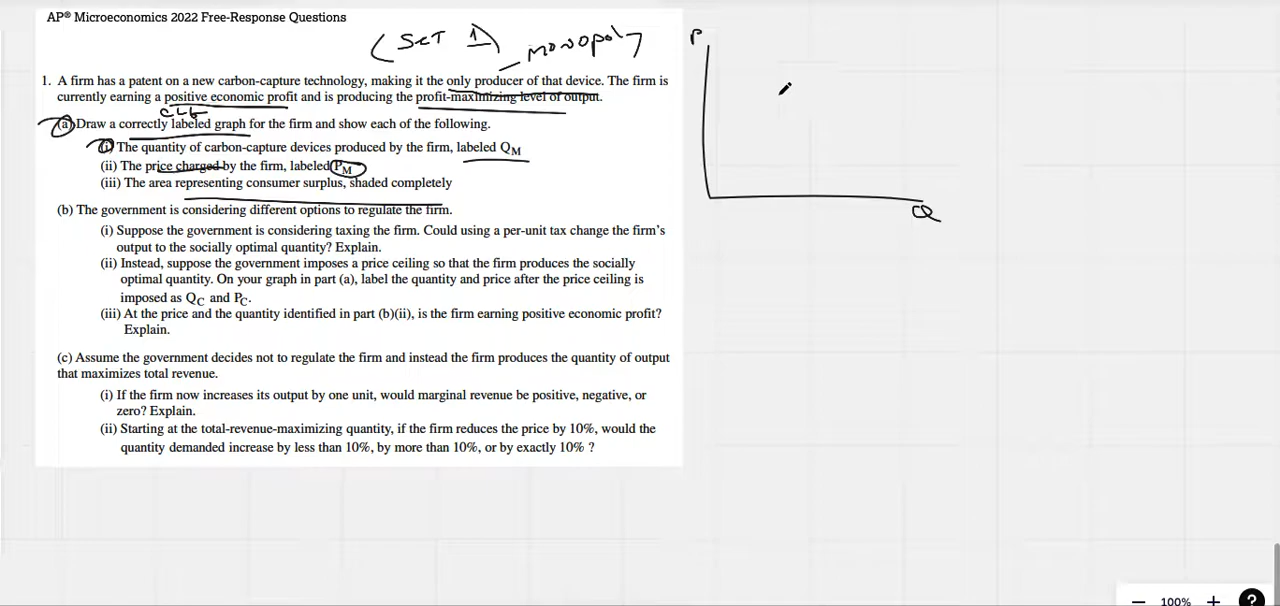 AP® Microeconomics 2022 Free-Response Questions
(SET 1)
monopoly
1. A firm has a patent on a new carbon-capture technology, making it the only producer of that device. The firm is
currently earning a positive economic profit and is producing the profit-maximizing level of output.
CLG
(a) Draw a correctly labeled graph for the firm and show each of the following.
(i) The quantity of carbon-capture devices produced by the firm, labeled QM
(ii) The price charged by the firm, labeled PM
(iii) The area representing consumer surplus, shaded completely
(b) The government is considering different options to regulate the firm.
(i) Suppose the government is considering taxing the firm. Could using a per-unit tax change the firm's
output to the socially optimal quantity? Explain.
(ii) Instead, suppose the government imposes a price ceiling so that the firm produces the socially
optimal quantity. On your graph in part (a), label the quantity and price after the price ceiling is
imposed as QC and PC.
(iii) At the price and the quantity identified in part (b)(ii), is the firm earning positive economic profit?
Explain.
(c) Assume the government decides not to regulate the firm and instead the firm produces the quantity of output
that maximizes total revenue.
(i) If the firm now increases its output by one unit, would marginal revenue be positive, negative, or
zero? Explain.
(ii) Starting at the total-revenue-maximizing quantity, if the firm reduces the price by 10%, would the
quantity demanded increase by less than 10%, by more than 10%, or by exactly 10% ?
P
Q
− 100% + ?